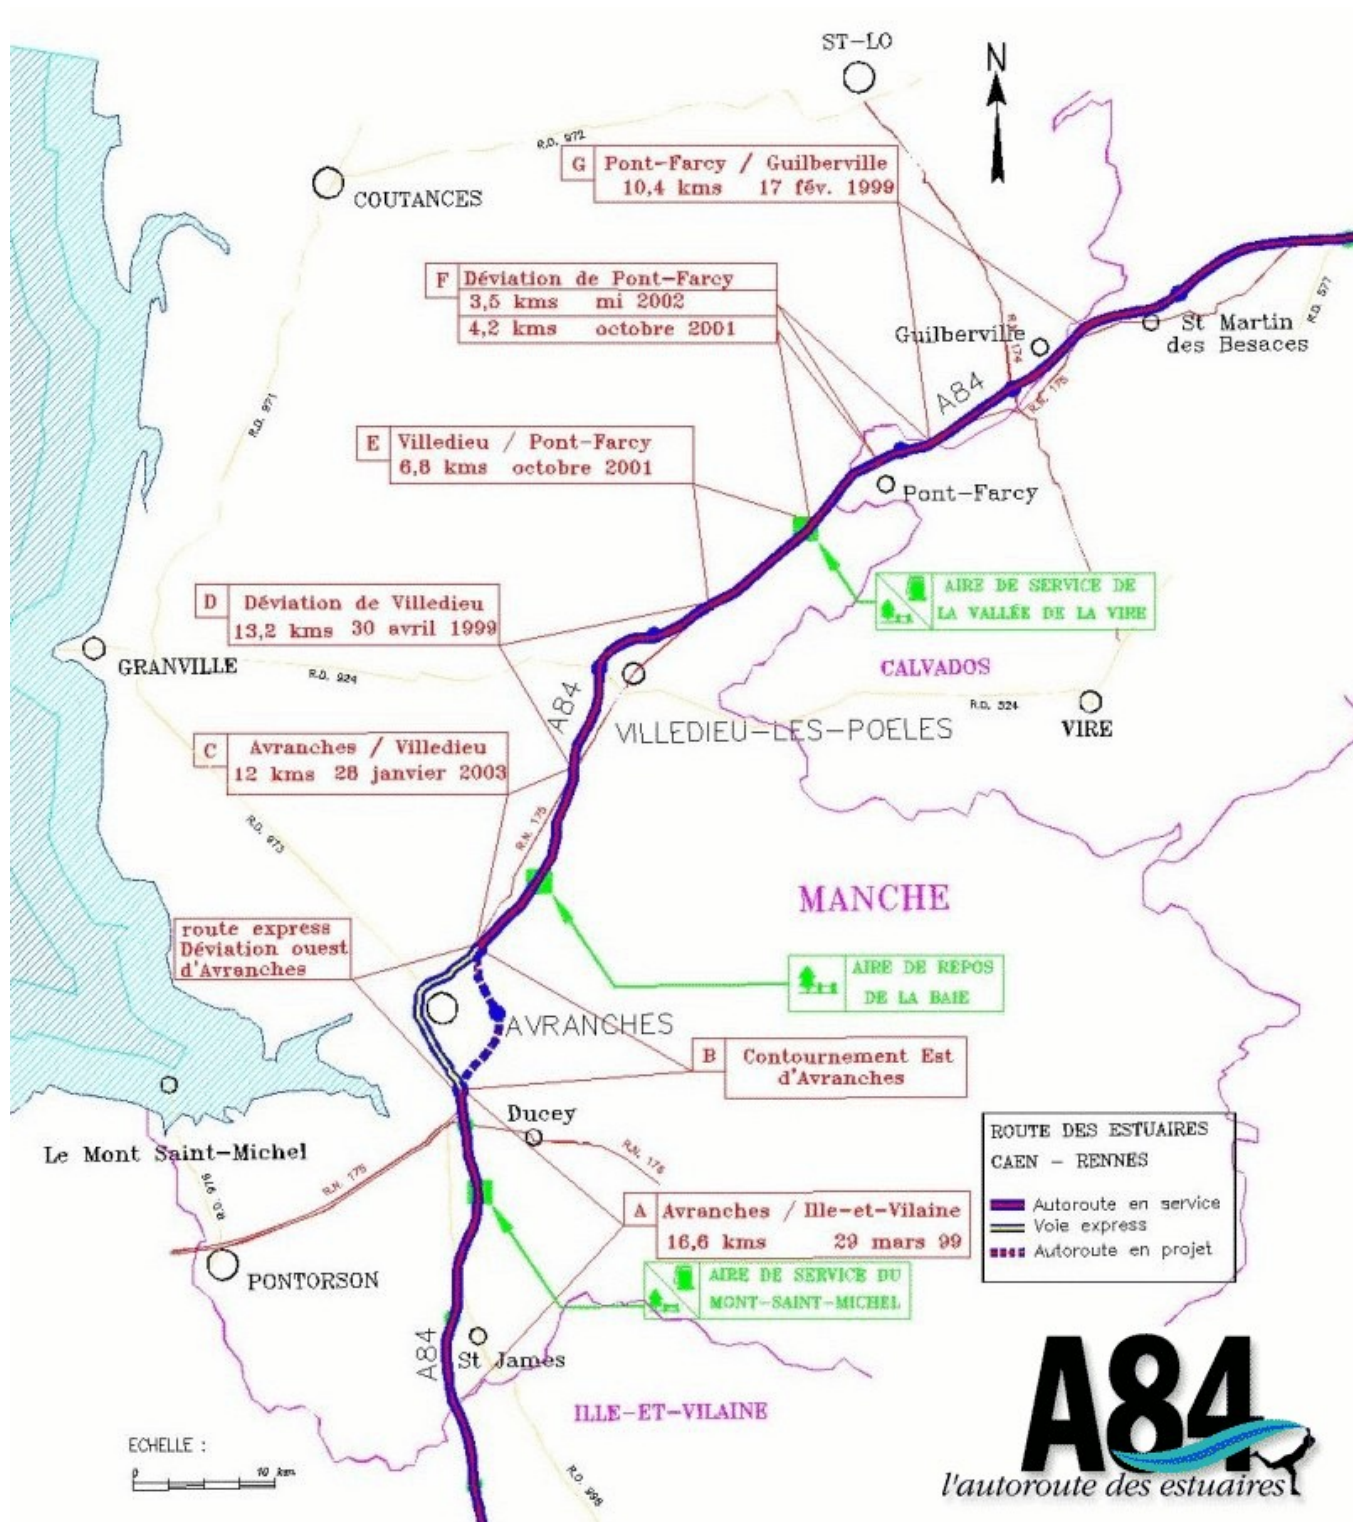 ST-LO
N
R.D. 972
G Pont-Farcy / Guilberville
10,4 kms 17 fév. 1999
COUTANCES
F Déviation de Pont-Farcy
3,5 kms mi 2002
4,2 kms octobre 2001
R.D. 577
St Martin
des Besaces
Guilberville
R.N. 174
A84
R.N. 175
R.D. 971
E Villedieu / Pont-Farcy
6,8 kms octobre 2001
Pont-Farcy
AIRE DE SERVICE DE
LA VALLÉE DE LA VIRE
D Déviation de Villedieu
13,2 kms 30 avril 1999
GRANVILLE
R.D. 924
CALVADOS
R.D. 524
VIRE
A84
VILLEDIEU-LES-POELES
C Avranches / Villedieu
12 kms 28 janvier 2003
R.N. 175
R.D. 973
MANCHE
route express
Déviation ouest
d'Avranches
AIRE DE REPOS
DE LA BAIE
AVRANCHES
B Contournement Est
d'Avranches
Ducey
Le Mont Saint-Michel
R.N. 175
R.D. 976
R.N. 176
ROUTE DES ESTUAIRES
CAEN - RENNES
Autoroute en service
Voie express
Autoroute en projet
A Avranches / Ille-et-Vilaine
16,6 kms 29 mars 99
PONTORSON
AIRE DE SERVICE DU
MONT-SAINT-MICHEL
A84
St James
ILLE-ET-VILAINE
ECHELLE :
0 10 km
R.D. 998
A84
l'autoroute des estuaires